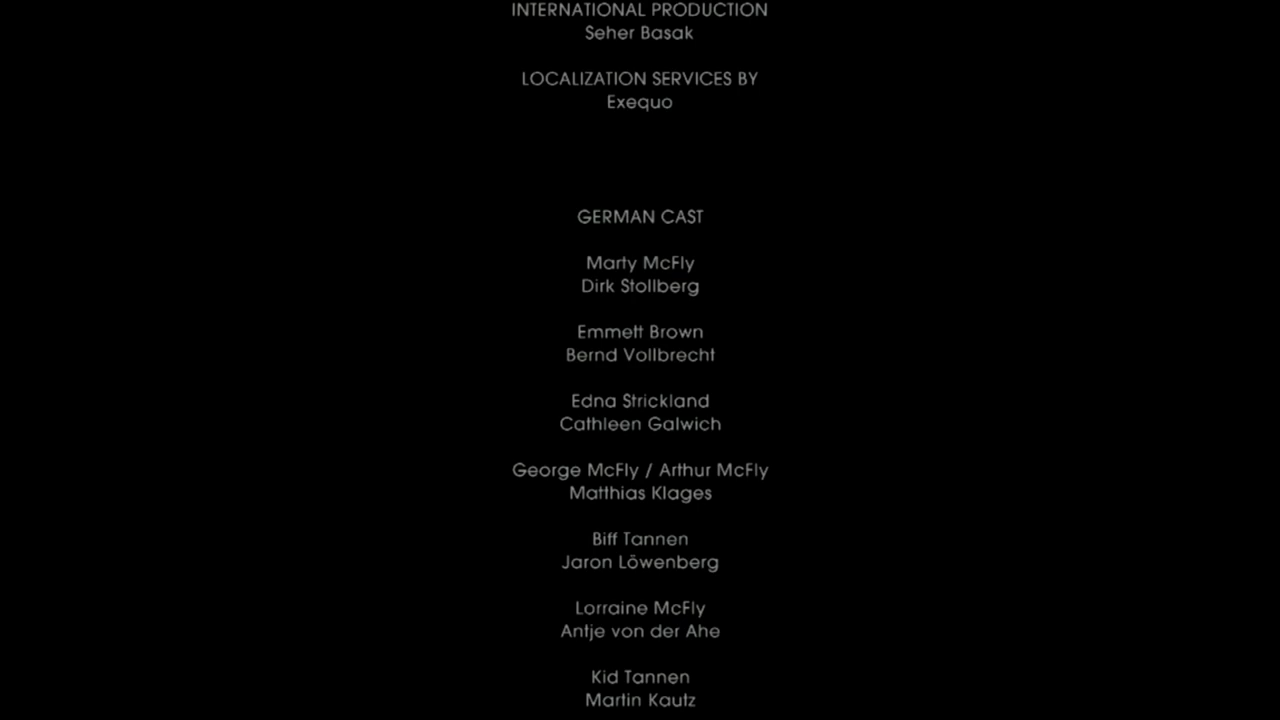 INTERNATIONAL PRODUCTION
Seher Basak
LOCALIZATION SERVICES BY
Exequo
GERMAN CAST
Marty McFly
Dirk Stollberg
Emmett Brown
Bernd Vollbrecht
Edna Strickland
Cathleen Galwich
George McFly / Arthur McFly
Matthias Klages
Biff Tannen
Jaron Löwenberg
Lorraine McFly
Antje von der Ahe
Kid Tannen
Martin Kautz